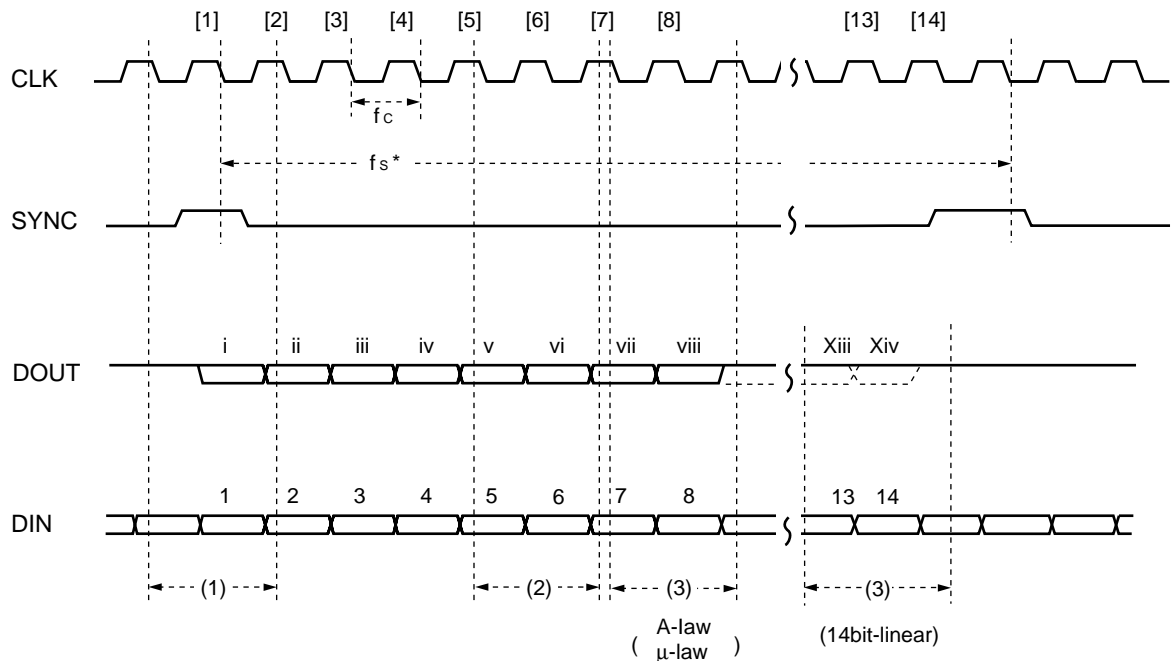 [1] [2] [3] [4] [5] [6] [7] [8] [13] [14]
CLK
fC
fS*
SYNC
i ii iii iv v vi vii viii Xiii Xiv
DOUT
1 2 3 4 5 6 7 8 13 14
DIN
(1) (2) (3) (3)
( A-law
μ-law ) (14bit-linear)